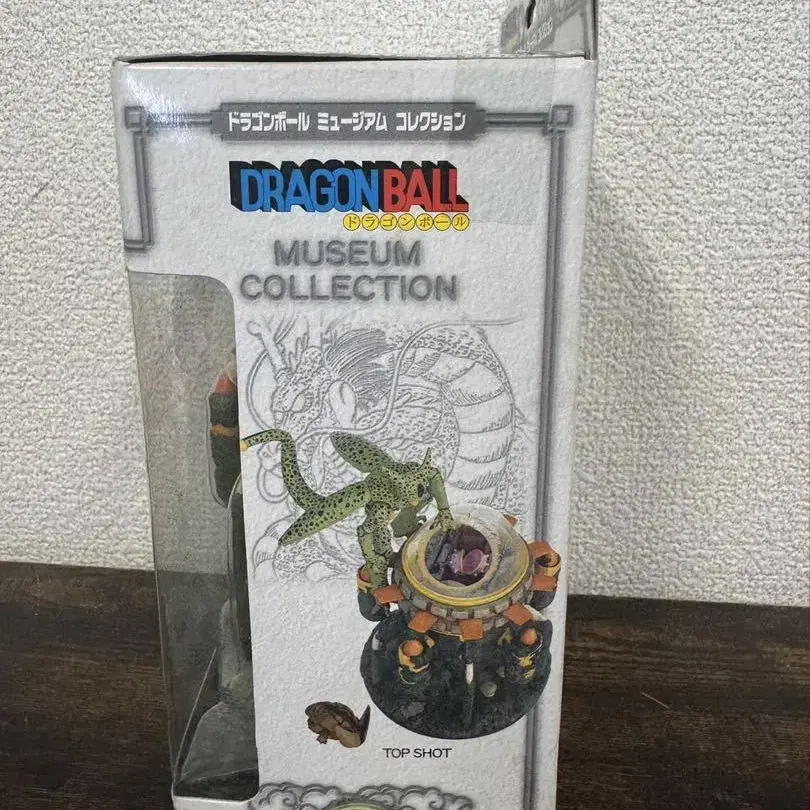 ドラゴンボール ミュージアム コレクション
DRAGON BALL
ドラゴンボール
MUSEUM
COLLECTION
TOP SHOT